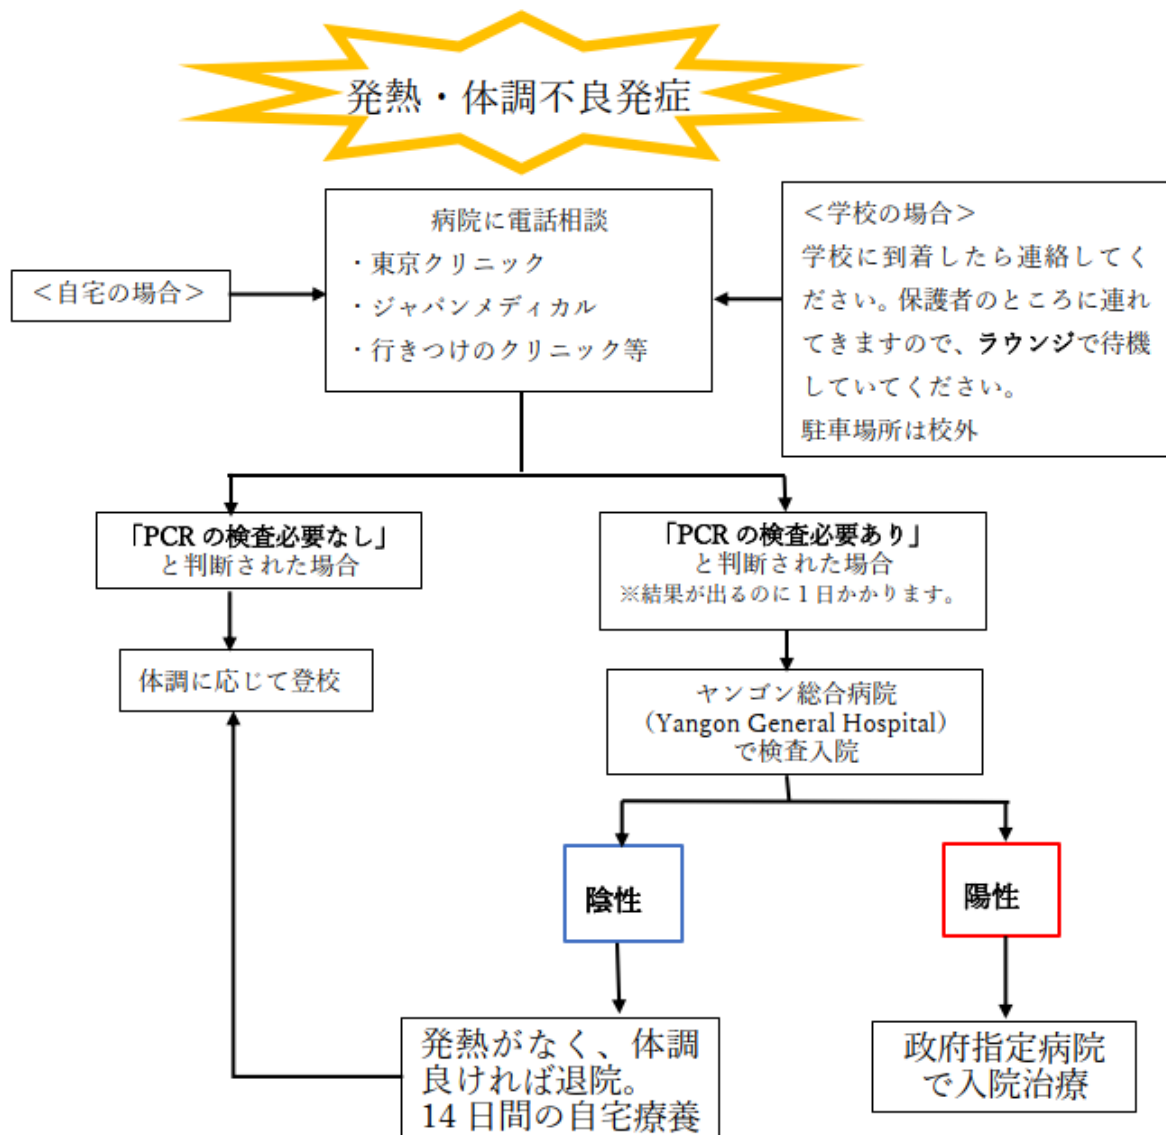 発熱・体調不良発症
病院に電話相談
・東京クリニック
・ジャパンメディカル
・行きつけのクリニック等
＜自宅の場合＞
＜学校の場合＞
学校に到着したら連絡してく
ださい。保護者のところに連れ
てきますので、ラウンジで待機
していてください。
駐車場所は校外
「PCR の検査必要なし」
と判断された場合
「PCR の検査必要あり」
と判断された場合
※結果が出るのに 1 日かかります。
体調に応じて登校
ヤンゴン総合病院
（Yangon General Hospital）
で検査入院
陰性
陽性
発熱がなく、体調
良ければ退院。
14 日間の自宅療養
政府指定病院
で入院治療